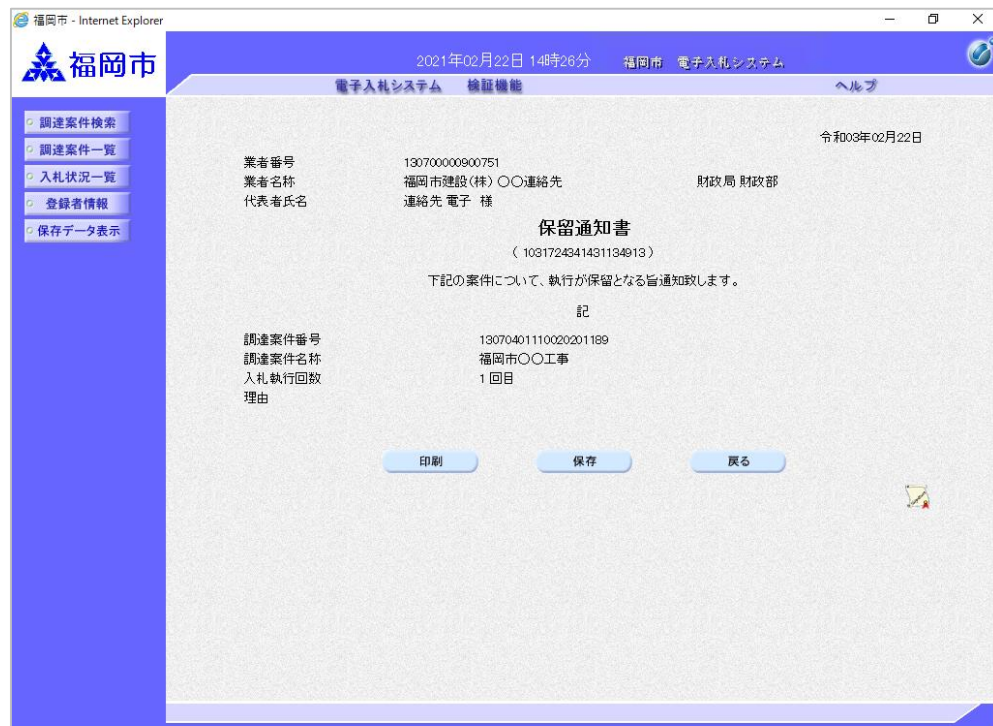 福岡市 - Internet Explorer
福岡市
2021年02月22日 14時26分 福岡市 電子入札システム
電子入札システム 検証機能 ヘルプ
調達案件検索
調達案件一覧
入札状況一覧
登録者情報
保存データ表示
令和03年02月22日
業者番号 130700000900751
業者名称 福岡市建設(株) 〇〇連絡先 財政局 財政部
代表者氏名 連絡先 電子 様
保留通知書
( 1031724341431134913 )
下記の案件について、執行が保留となる旨通知致します。
記
調達案件番号 13070401110020201189
調達案件名称 福岡市〇〇工事
入札執行回数 1 回目
理由
印刷 保存 戻る